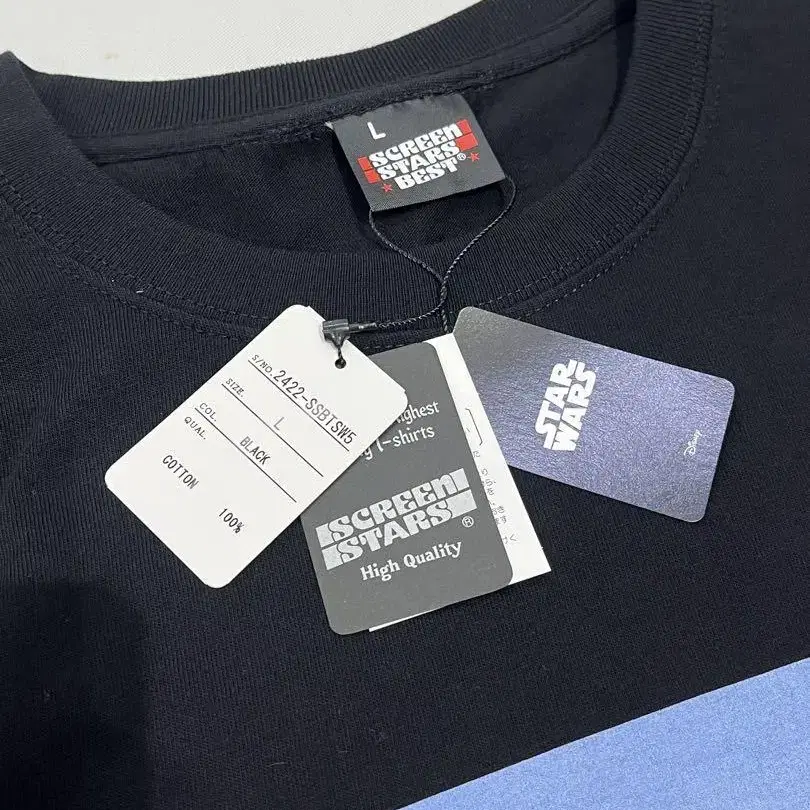 L
SCREEN
STARS
BEST®
S/NO. 2422-SSBTSW5
SIZE. L
COL. BLACK
QUAL.
COTTON 100%
T-shirts
SCREEN
STARS®
High Quality
STAR
WARS
Disney